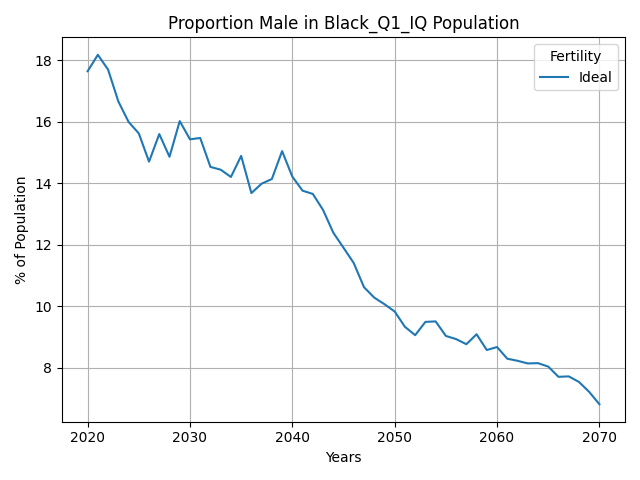 Proportion Male in Black_Q1_IQ Population
Fertility
Ideal
% of Population
18
16
14
12
10
8
2020 2030 2040 2050 2060 2070
Years